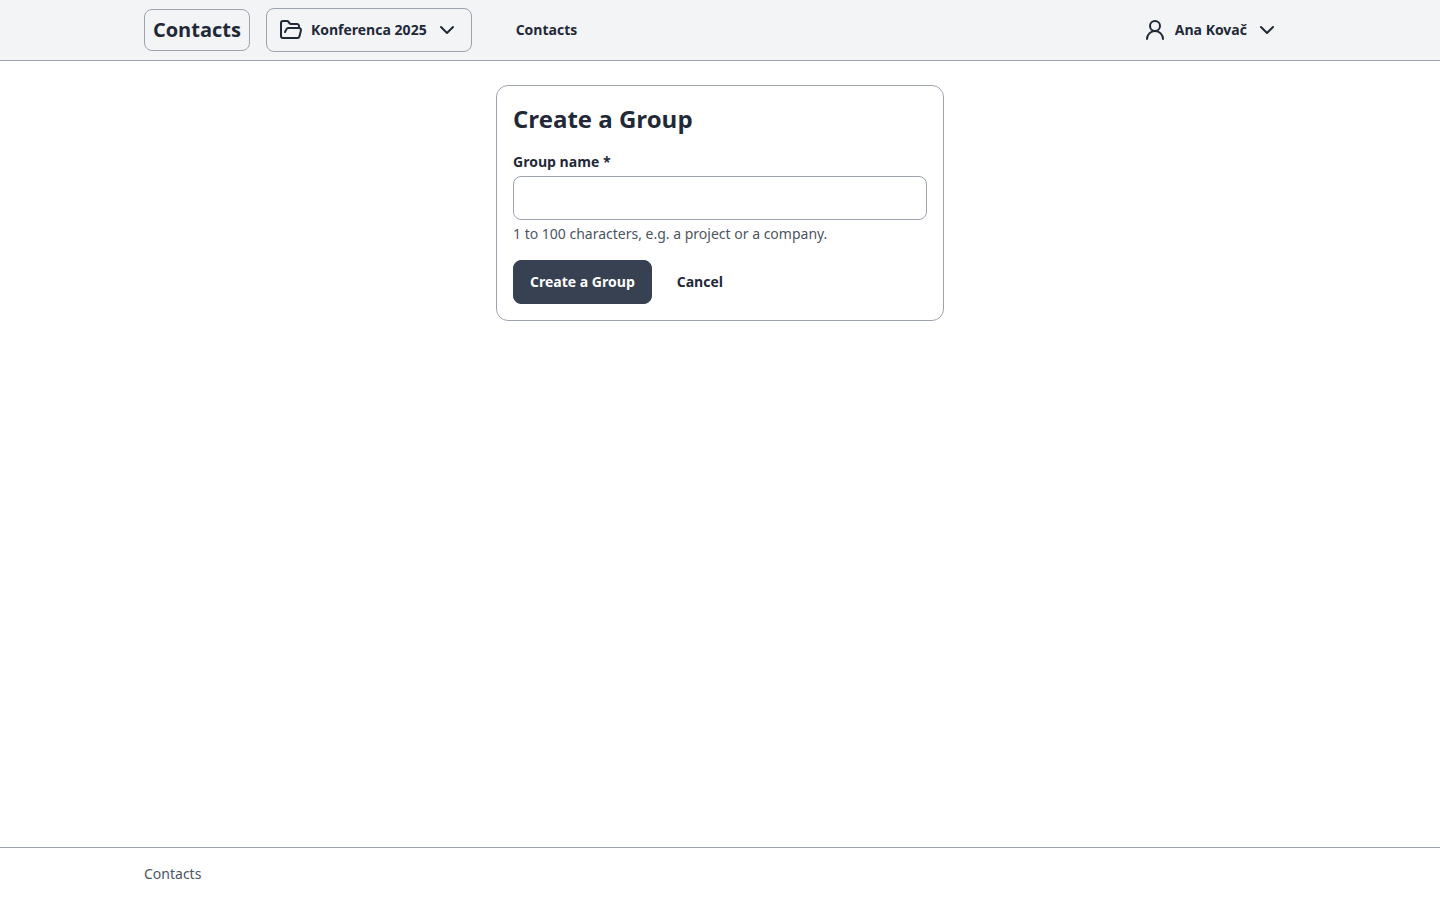 Contacts
Konferenca 2025
Contacts
Ana Kovač
Create a Group
Group name *
1 to 100 characters, e.g. a project or a company.
Create a Group
Cancel
Contacts